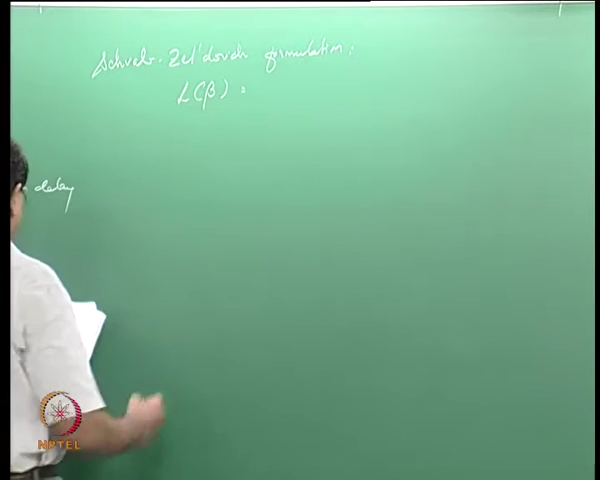 Schvab-Zel'dovich formulation:
L(β) =
delay
NPTEL